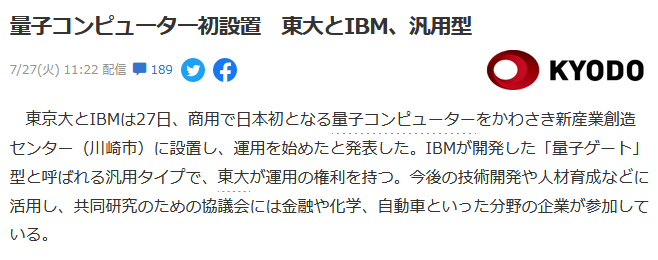 量子コンピューター初設置　東大とIBM、汎用型
7/27(火) 11:22 配信 189
KYODO
東京大とIBMは27日、商用で日本初となる量子コンピューターをかわさき新産業創造
センター（川崎市）に設置し、運用を始めたと発表した。IBMが開発した「量子ゲート」
型と呼ばれる汎用タイプで、東大が運用の権利を持つ。今後の技術開発や人材育成などに
活用し、共同研究のための協議会には金融や化学、自動車といった分野の企業が参加して
いる。